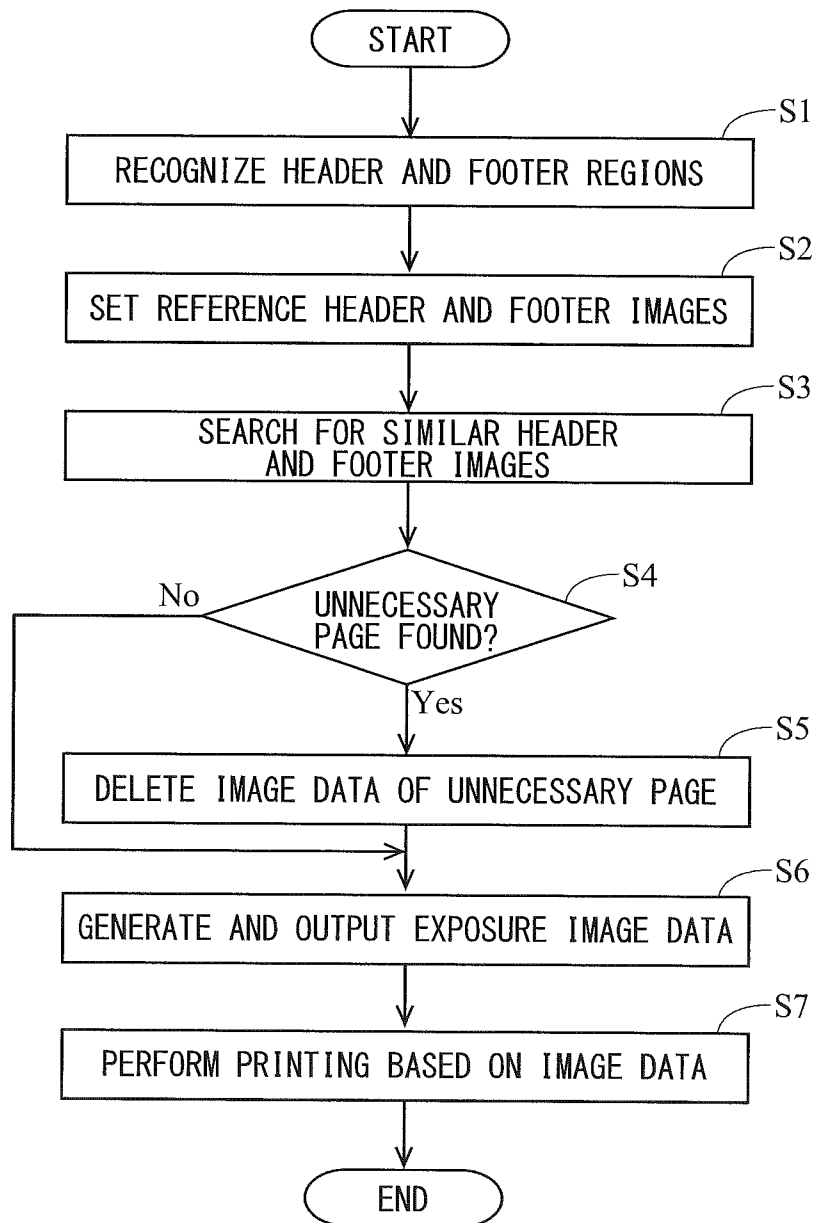 START
S1
RECOGNIZE HEADER AND FOOTER REGIONS
S2
SET REFERENCE HEADER AND FOOTER IMAGES
S3
SEARCH FOR SIMILAR HEADER
AND FOOTER IMAGES
S4
No
UNNECESSARY
PAGE FOUND?
Yes
S5
DELETE IMAGE DATA OF UNNECESSARY PAGE
S6
GENERATE AND OUTPUT EXPOSURE IMAGE DATA
S7
PERFORM PRINTING BASED ON IMAGE DATA
END